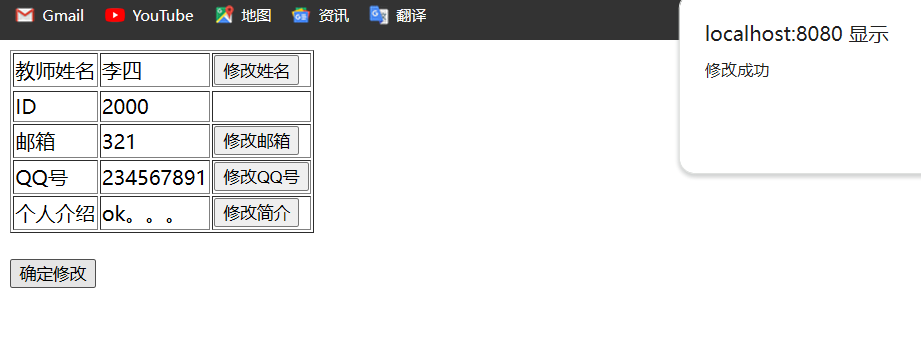 Gmail YouTube 地图 资讯 翻译
localhost:8080 显示
修改成功
教师姓名 李四 修改姓名
ID 2000
邮箱 321 修改邮箱
QQ号 234567891 修改QQ号
个人介绍 ok。。。 修改简介
确定修改